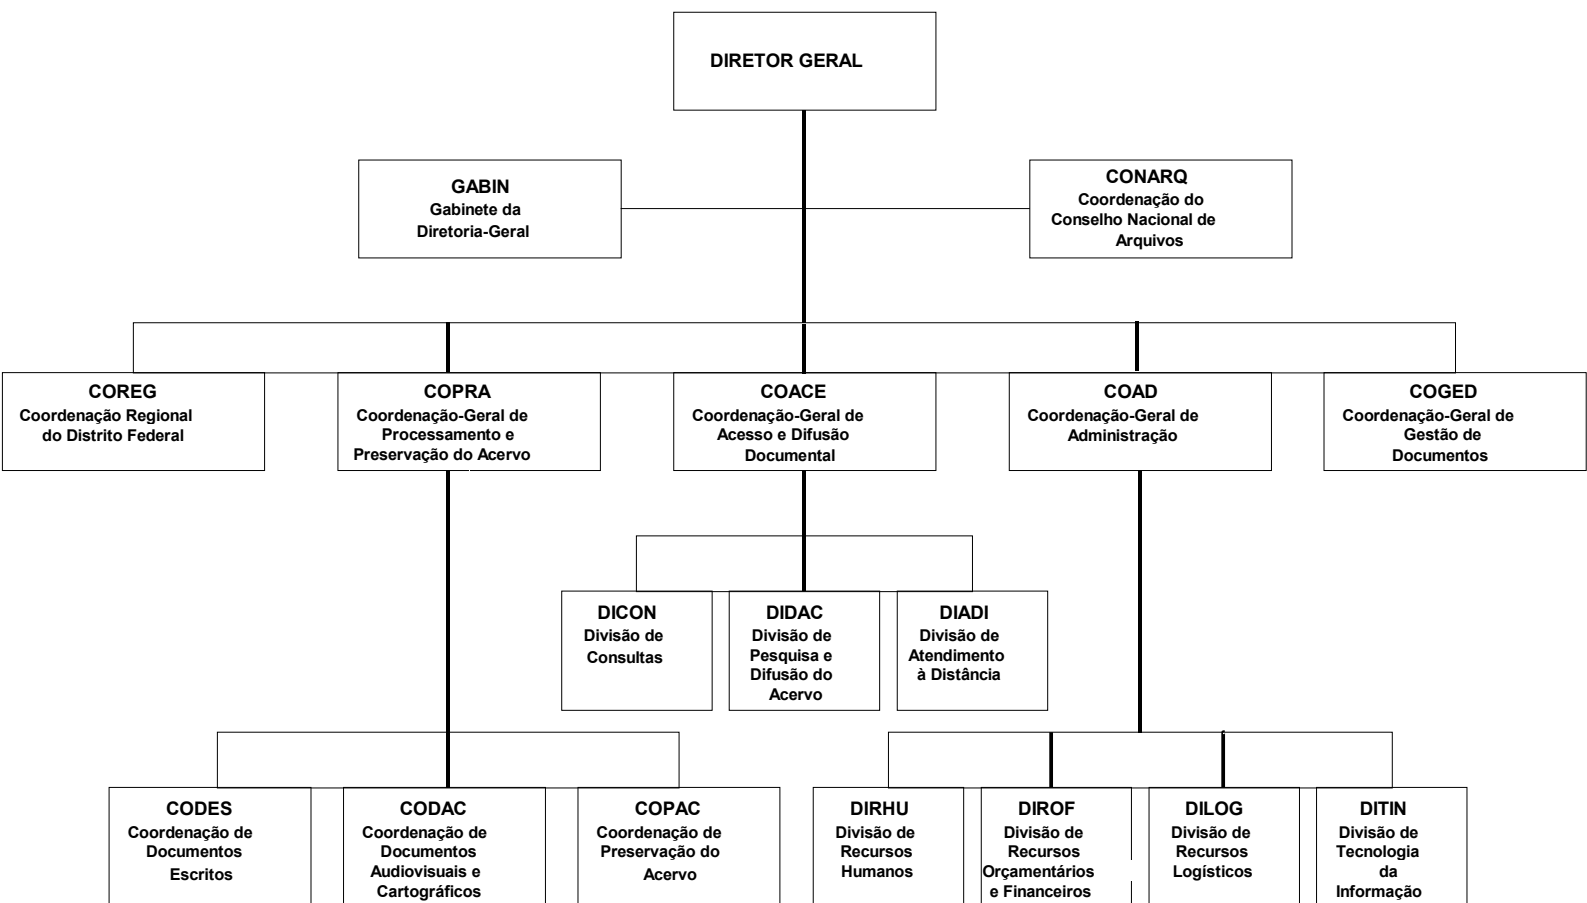 DIRETOR GERAL
GABIN
Gabinete da
Diretoria-Geral
CONARQ
Coordenação do
Conselho Nacional de
Arquivos
COREG
Coordenação Regional
do Distrito Federal
COPRA
Coordenação-Geral de
Processamento e
Preservação do Acervo
COACE
Coordenação-Geral de
Acesso e Difusão
Documental
COAD
Coordenação-Geral de
Administração
COGED
Coordenação-Geral de
Gestão de
Documentos
DICON
Divisão de
Consultas
DIDAC
Divisão de
Pesquisa e
Difusão do
Acervo
DIADI
Divisão de
Atendimento
à Distância
CODES
Coordenação de
Documentos
Escritos
CODAC
Coordenação de
Documentos
Audiovisuais e
Cartográficos
COPAC
Coordenação de
Preservação do
Acervo
DIRHU
Divisão de
Recursos
Humanos
DIROF
Divisão de
Recursos
Orçamentários
e Financeiros
DILOG
Divisão de
Recursos
Logísticos
DITIN
Divisão de
Tecnologia
da
Informação